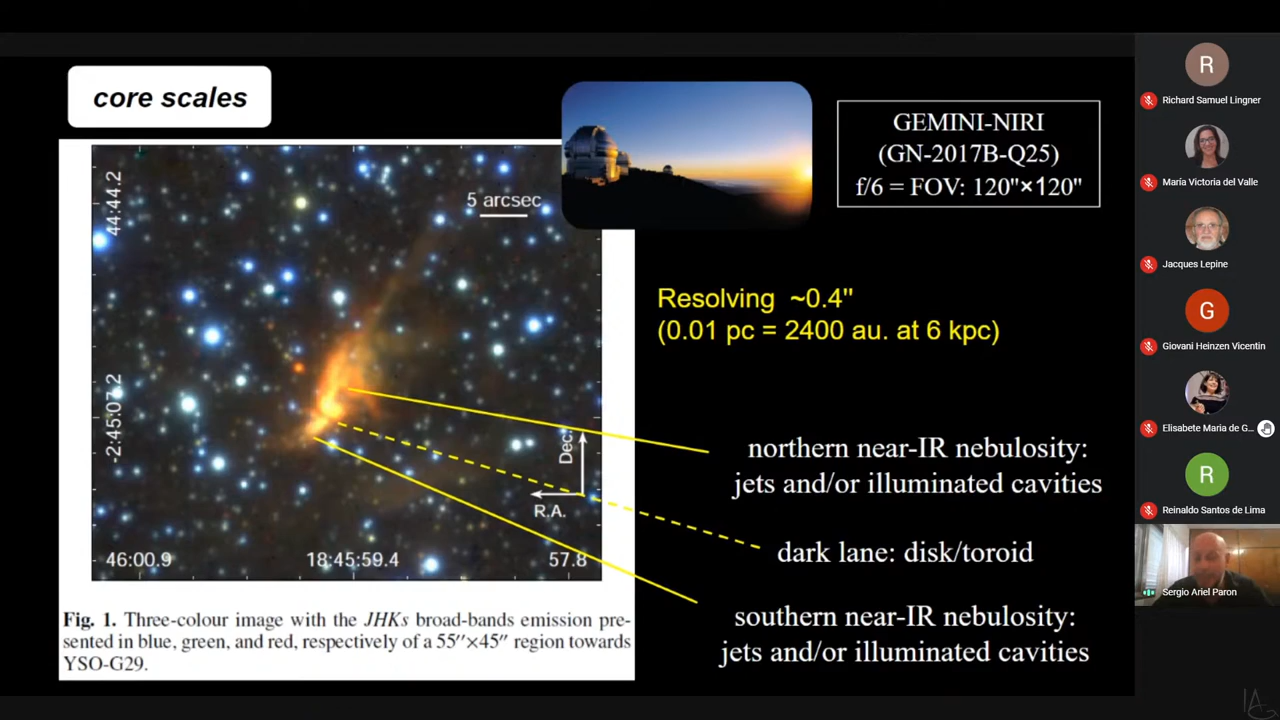 core scales
5 arcsec
44:44.2
-2:45:07.2
Dec.
R.A.
46:00.9
18:45:59.4
57.8
Fig. 1. Three-colour image with the JHKs broad-bands emission pre-
sented in blue, green, and red, respectively of a 55′′×45′′ region towards
YSO-G29.
GEMINI-NIRI
(GN-2017B-Q25)
f/6 = FOV: 120"×120"
Resolving ~0.4"
(0.01 pc = 2400 au. at 6 kpc)
northern near-IR nebulosity:
jets and/or illuminated cavities
dark lane: disk/toroid
southern near-IR nebulosity:
jets and/or illuminated cavities
R
Richard Samuel Lingner
María Victoria del Valle
Jacques Lepine
G
Giovani Heinzen Vicentin
Elisabete Maria de G...
R
Reinaldo Santos de Lima
Sergio Ariel Paron
IAG